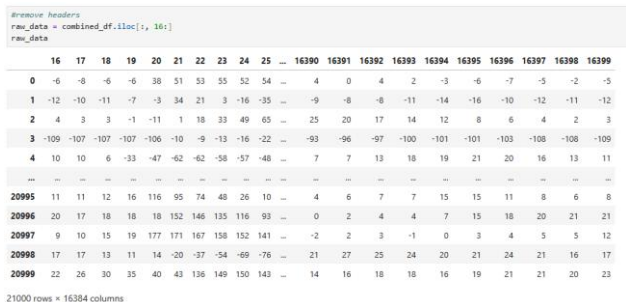 #remove headers
raw_data = combined_df.iloc[:, 16:]
raw_data
16 17 18 19 20 21 22 23 24 25 ... 16390 16391 16392 16393 16394 16395 16396 16397 16398 16399
0 -6 -8 -6 -6 38 51 53 55 52 54 ... 4 0 4 2 -3 -6 -7 -5 -2 -5
1 -12 -10 -11 -7 -3 34 21 3 -16 -35 ... -9 -8 -8 -11 -14 -16 -10 -12 -11 -12
2 4 3 3 -1 -11 1 18 33 49 65 ... 25 20 17 14 12 8 6 4 2 3
3 -109 -107 -107 -107 -106 -10 -9 -13 -16 -22 ... -93 -96 -97 -100 -101 -101 -103 -108 -108 -109
4 10 10 6 -33 -47 -62 -62 -58 -57 -48 ... 7 7 13 18 19 21 20 16 13 11
... ... ... ... ... ... ... ... ... ... ... ... ... ... ... ... ... ... ... ... ... ...
20995 11 11 12 16 116 95 74 48 26 10 ... 4 6 7 7 15 15 11 8 6 8
20996 20 17 18 18 18 152 146 135 116 93 ... 0 2 4 4 7 15 18 20 21 21
20997 9 10 15 19 177 171 167 158 152 141 ... -2 2 3 -1 0 3 4 5 5 12
20998 17 17 13 11 14 -20 -37 -54 -69 -76 ... 21 27 25 24 20 21 24 21 16 17
20999 22 26 30 35 40 43 136 149 150 143 ... 14 16 18 18 16 19 21 21 20 23
21000 rows × 16384 columns